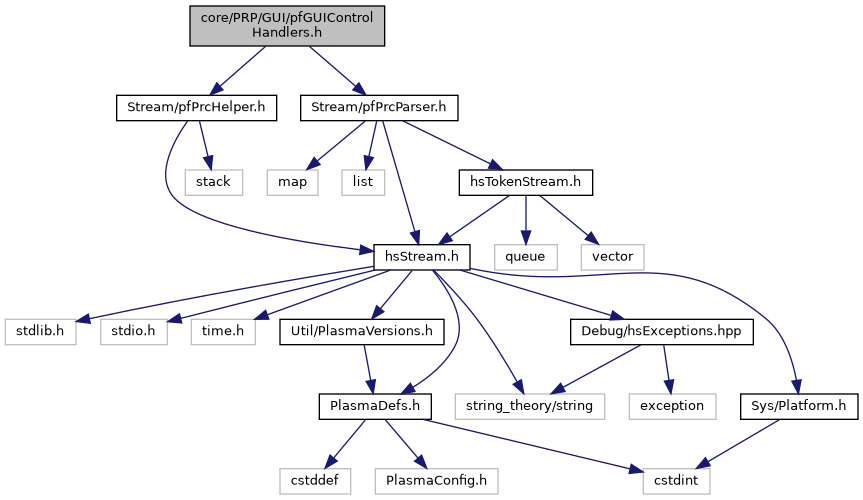 core/PRP/GUI/pfGUIControl
Handlers.h
Stream/pfPrcHelper.h
Stream/pfPrcParser.h
stack
map
list
hsTokenStream.h
hsStream.h
queue
vector
stdlib.h
stdio.h
time.h
Util/PlasmaVersions.h
Debug/hsExceptions.hpp
PlasmaDefs.h
string_theory/string
exception
Sys/Platform.h
cstddef
PlasmaConfig.h
cstdint